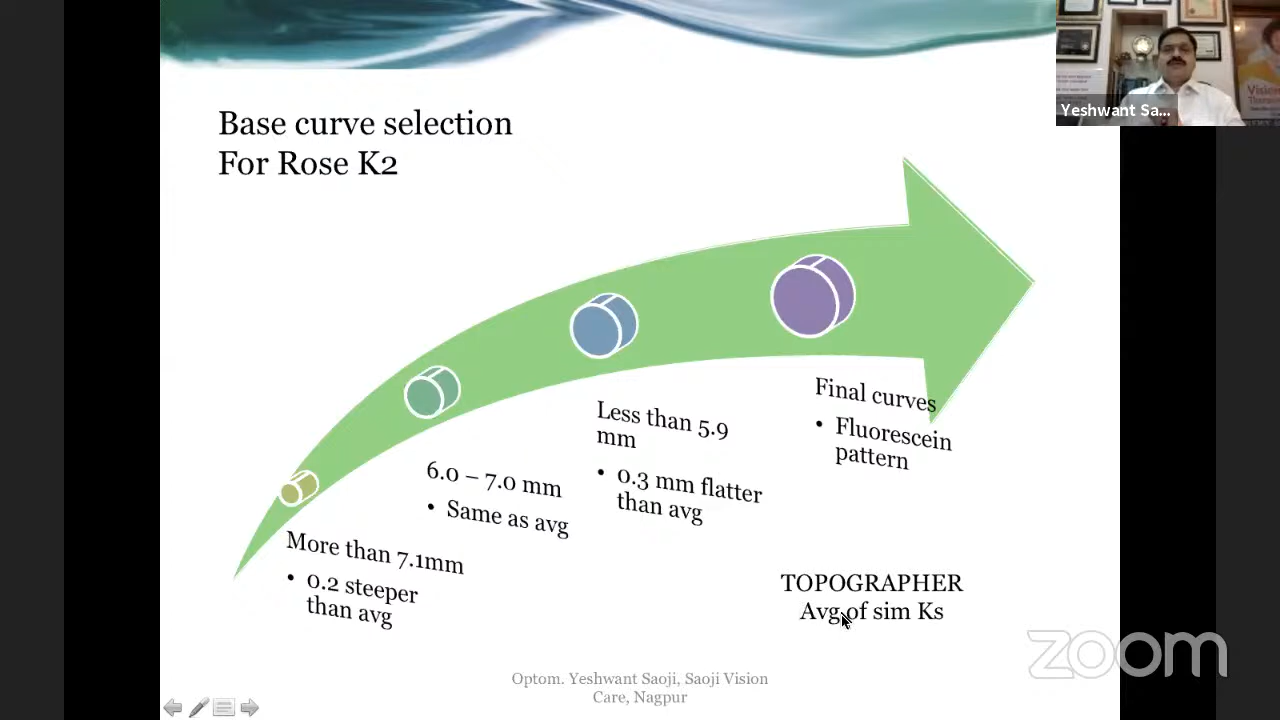 Base curve selection
For Rose K2
Yeshwant Sa...
More than 7.1mm
• 0.2 steeper
than avg
6.0 – 7.0 mm
• Same as avg
Less than 5.9
mm
• 0.3 mm flatter
than avg
Final curves
• Fluorescein
pattern
TOPOGRAPHER
Avg of sim Ks
Optom. Yeshwant Saoji, Saoji Vision
Care, Nagpur
zoom